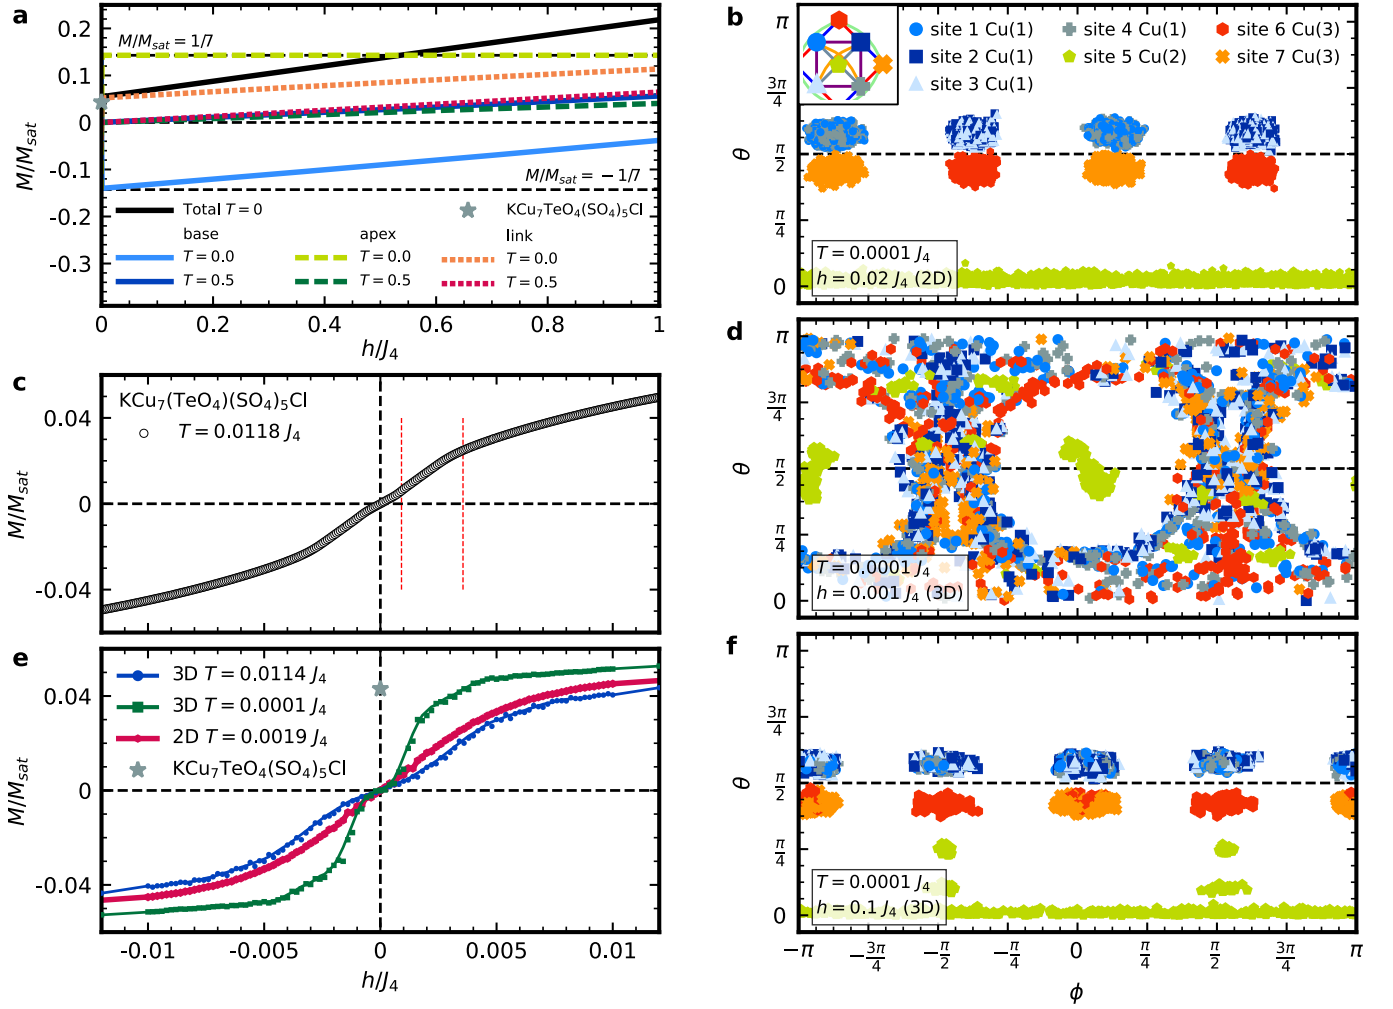 a
0.2
0.1
0
-0.1
-0.2
-0.3
M/M_sat
M/M_sat = 1/7
M/M_sat = −1/7
Total T = 0
KCu₇TeO₄(SO₄)₅Cl
base
apex
link
T = 0.0
T = 0.0
T = 0.0
T = 0.5
T = 0.5
T = 0.5
0 0.2 0.4 0.6 0.8 1
h/J₄
b
π
3π/4
π/2
π/4
0
θ
site 1 Cu(1)
site 4 Cu(1)
site 6 Cu(3)
site 2 Cu(1)
site 5 Cu(2)
site 7 Cu(3)
site 3 Cu(1)
T = 0.0001 J₄
h = 0.02 J₄ (2D)
c
0.04
0
-0.04
M/M_sat
KCu₇(TeO₄)(SO₄)₅Cl
T = 0.0118 J₄
d
π
3π/4
π/2
π/4
0
θ
T = 0.0001 J₄
h = 0.001 J₄ (3D)
e
0.04
0
-0.04
M/M_sat
3D T = 0.0114 J₄
3D T = 0.0001 J₄
2D T = 0.0019 J₄
KCu₇TeO₄(SO₄)₅Cl
-0.01 -0.005 0 0.005 0.01
h/J₄
f
π
3π/4
π/2
π/4
0
θ
T = 0.0001 J₄
h = 0.1 J₄ (3D)
−π −3π/4 −π/2 −π/4 0 π/4 π/2 3π/4 π
ϕ